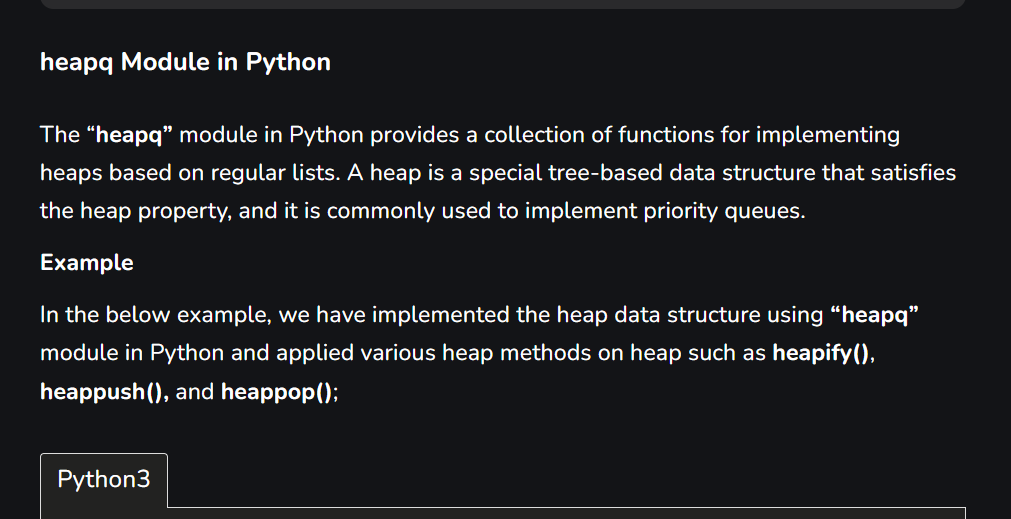 heapq Module in Python
The “heapq” module in Python provides a collection of functions for implementing
heaps based on regular lists. A heap is a special tree-based data structure that satisfies
the heap property, and it is commonly used to implement priority queues.
Example
In the below example, we have implemented the heap data structure using “heapq”
module in Python and applied various heap methods on heap such as heapify(),
heappush(), and heappop();
Python3